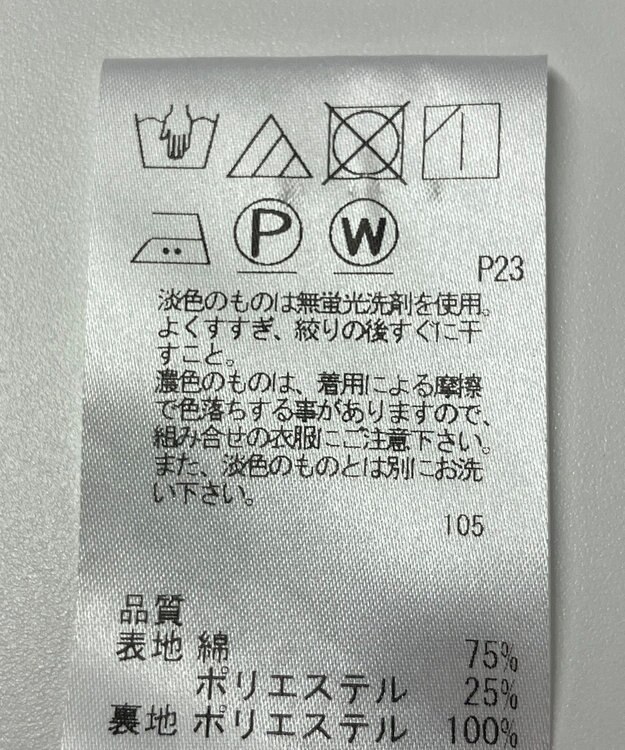 P W
P23
淡色のものは無蛍光洗剤を使用。
よくすすぎ、絞りの後すぐに干
すこと。
濃色のものは、着用による摩擦
で色落ちする事がありますので、
組み合せの衣服にご注意下さい。
また、淡色のものとは別にお洗
い下さい。
105
品質
表地 綿 75%
ポリエステル 25%
裏地 ポリエステル 100%